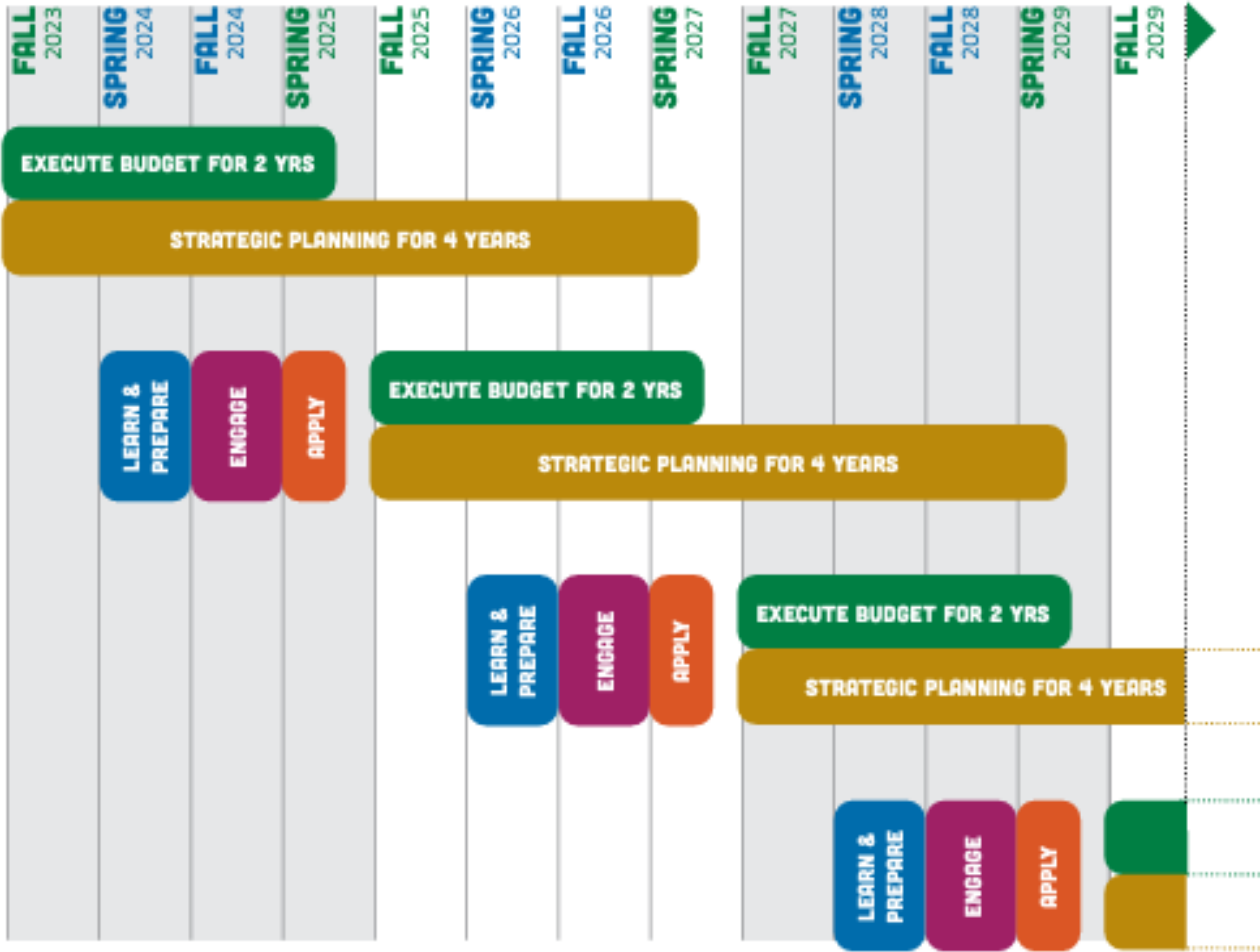 FALL
2023
SPRING
2024
FALL
2024
SPRING
2025
FALL
2025
SPRING
2026
FALL
2026
SPRING
2027
FALL
2027
SPRING
2028
FALL
2028
SPRING
2029
FALL
2029
EXECUTE BUDGET FOR 2 YRS
STRATEGIC PLANNING FOR 4 YEARS
LEARN &
PREPARE
ENGAGE
APPLY
EXECUTE BUDGET FOR 2 YRS
STRATEGIC PLANNING FOR 4 YEARS
LEARN &
PREPARE
ENGAGE
APPLY
EXECUTE BUDGET FOR 2 YRS
STRATEGIC PLANNING FOR 4 YEARS
LEARN &
PREPARE
ENGAGE
APPLY